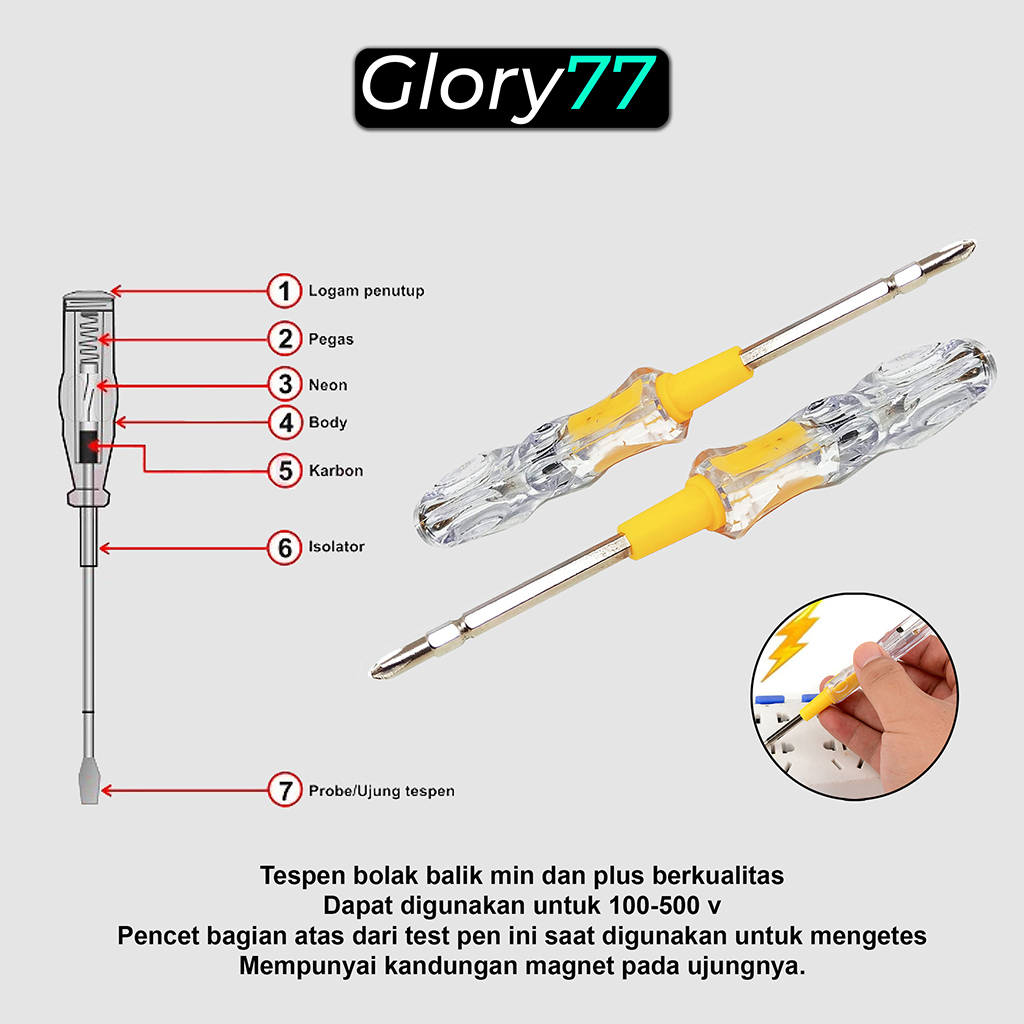 Glory77
1 Logam penutup
2 Pegas
3 Neon
4 Body
5 Karbon
6 Isolator
7 Probe/Ujung tespen
Tespen bolak balik min dan plus berkualitas
Dapat digunakan untuk 100-500 v
Pencet bagian atas dari test pen ini saat digunakan untuk mengetes
Mempunyai kandungan magnet pada ujungnya.